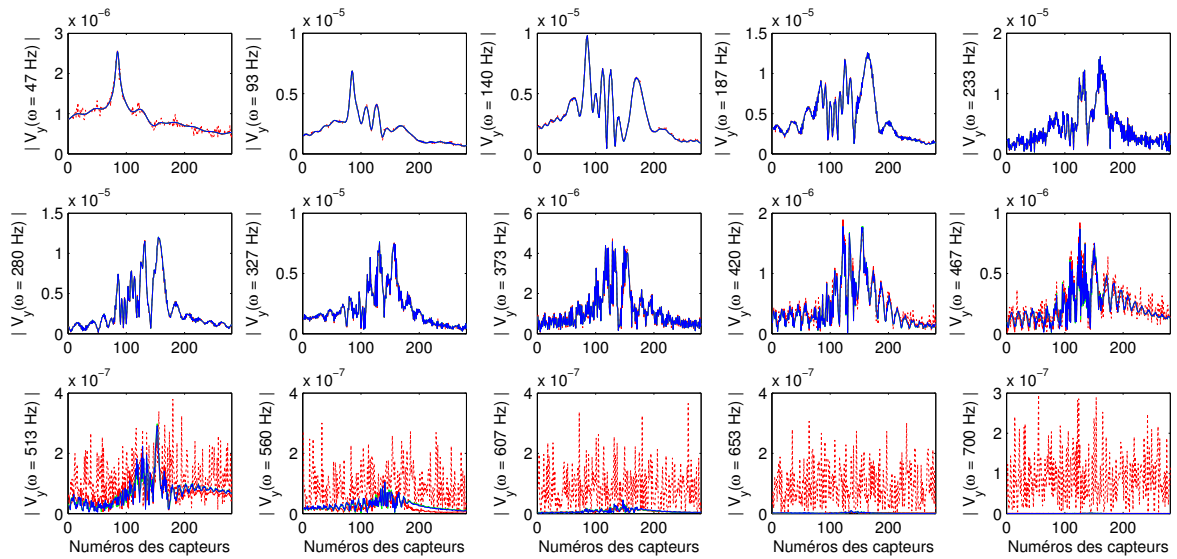 x 10⁻⁶
| V_y(ω = 47 Hz) |
3
2
1
0
0 100 200
x 10⁻⁵
| V_y(ω = 93 Hz) |
1
0.5
0
0 100 200
x 10⁻⁵
| V_y(ω = 140 Hz) |
1
0.5
0
0 100 200
x 10⁻⁵
| V_y(ω = 187 Hz) |
1.5
1
0.5
0
0 100 200
x 10⁻⁵
| V_y(ω = 233 Hz) |
2
1
0
0 100 200
x 10⁻⁵
| V_y(ω = 280 Hz) |
1.5
1
0.5
0
0 100 200
x 10⁻⁵
| V_y(ω = 327 Hz) |
1
0.5
0
0 100 200
x 10⁻⁶
| V_y(ω = 373 Hz) |
6
4
2
0
0 100 200
x 10⁻⁶
| V_y(ω = 420 Hz) |
2
1
0
0 100 200
x 10⁻⁶
| V_y(ω = 467 Hz) |
1
0.5
0
0 100 200
x 10⁻⁷
| V_y(ω = 513 Hz) |
4
2
0
0 100 200
Numéros des capteurs
x 10⁻⁷
| V_y(ω = 560 Hz) |
4
2
0
0 100 200
Numéros des capteurs
x 10⁻⁷
| V_y(ω = 607 Hz) |
4
2
0
0 100 200
Numéros des capteurs
x 10⁻⁷
| V_y(ω = 653 Hz) |
4
2
0
0 100 200
Numéros des capteurs
x 10⁻⁷
| V_y(ω = 700 Hz) |
3
2
1
0
0 100 200
Numéros des capteurs